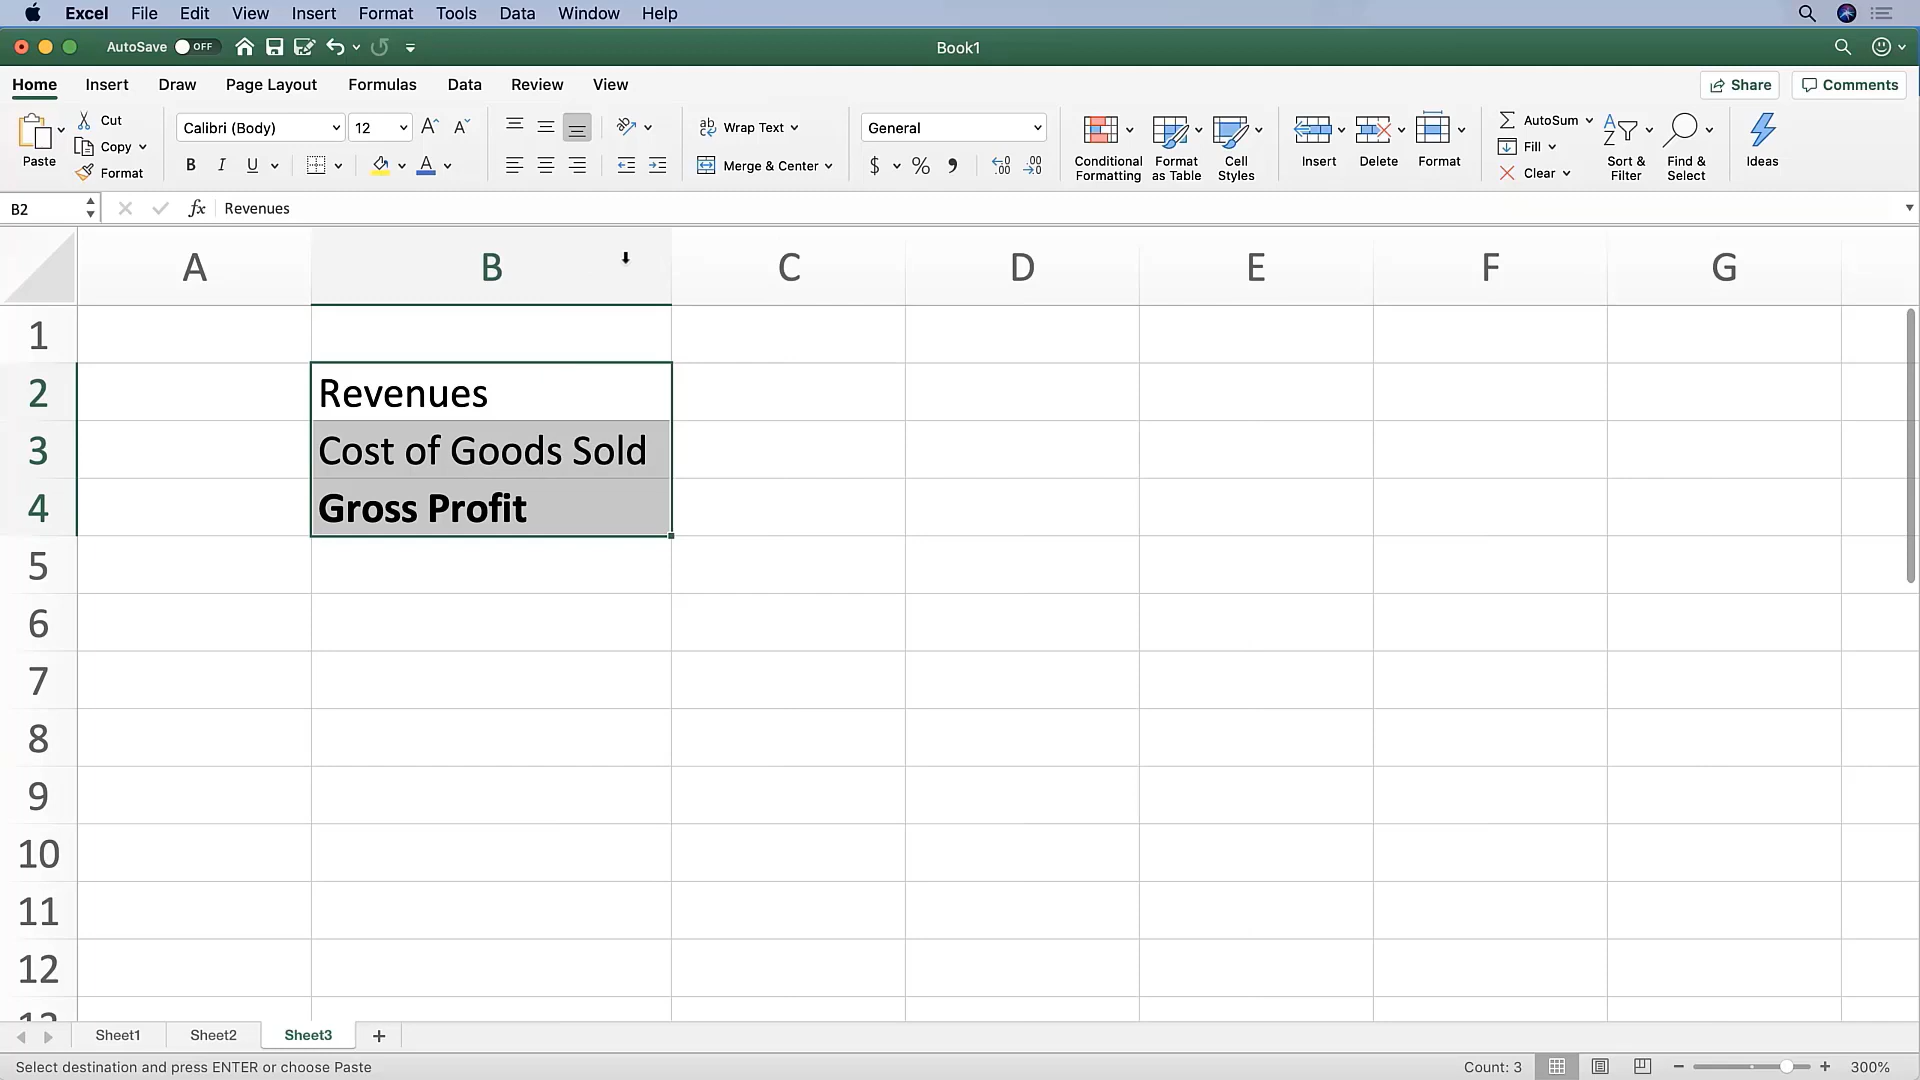 Excel File Edit View Insert Format Tools Data Window Help
AutoSave OFF Book1
Home Insert Draw Page Layout Formulas Data Review View Share Comments
Paste Cut Copy Format
Calibri (Body) 12
B I U A
ab Wrap Text
Merge & Center
General
$ % 9
Conditional Formatting
Format as Table
Cell Styles
Insert Delete Format
AutoSum
Fill
Clear
Sort & Filter
Find & Select
Ideas
B2 fx Revenues
A B C D E F G
1
2 Revenues
3 Cost of Goods Sold
4 Gross Profit
5
6
7
8
9
10
11
12
13
Sheet1 Sheet2 Sheet3 +
Select destination and press ENTER or choose Paste Count: 3 − + 300%